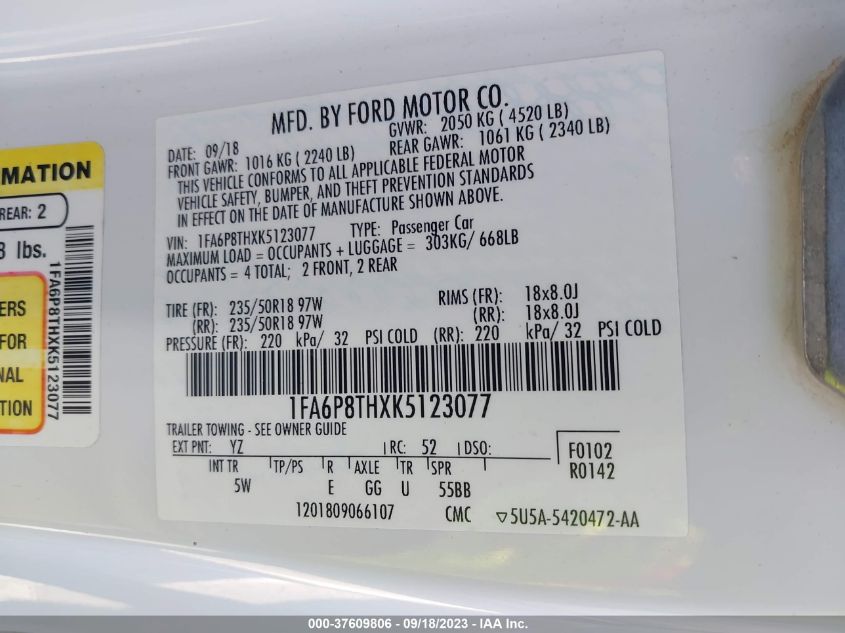 MFD. BY FORD MOTOR CO.
DATE: 09/18 GVWR: 2050 KG ( 4520 LB)
FRONT GAWR: 1016 KG ( 2240 LB) REAR GAWR: 1061 KG ( 2340 LB)
THIS VEHICLE CONFORMS TO ALL APPLICABLE FEDERAL MOTOR
VEHICLE SAFETY, BUMPER, AND THEFT PREVENTION STANDARDS
IN EFFECT ON THE DATE OF MANUFACTURE SHOWN ABOVE.
VIN: 1FA6P8THXK5123077 TYPE: Passenger Car
MAXIMUM LOAD = OCCUPANTS + LUGGAGE = 303KG/ 668LB
OCCUPANTS = 4 TOTAL; 2 FRONT, 2 REAR
TIRE (FR): 235/50R18 97W RIMS (FR): 18x8.0J
(RR): 235/50R18 97W (RR): 18x8.0J
PRESSURE (FR): 220 kPa/ 32 PSI COLD (RR): 220 kPa/ 32 PSI COLD
1FA6P8THXK5123077
TRAILER TOWING - SEE OWNER GUIDE
EXT PNT: YZ RC: 52 DSO: F0102
R0142
INT TR TP/PS R AXLE TR SPR
5W E GG U 55BB
1201809066107 CMC ▽5U5A-5420472-AA
RMATION
REAR: 2
8 lbs.
ERS
FOR
NAL
TION
1FA6P8THXK5123077
000-37609806 - 09/18/2023 - IAA Inc.